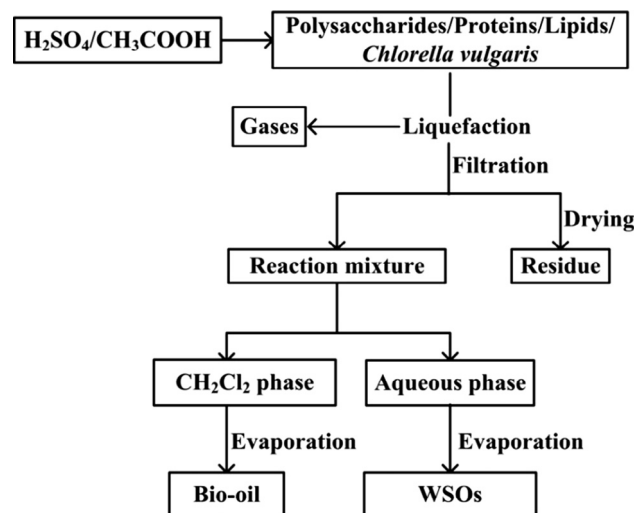 H₂SO₄/CH₃COOH
Polysaccharides/Proteins/Lipids/
Chlorella vulgaris
Gases
Liquefaction
Filtration
Drying
Reaction mixture
Residue
CH₂Cl₂ phase
Aqueous phase
Evaporation
Evaporation
Bio-oil
WSOs